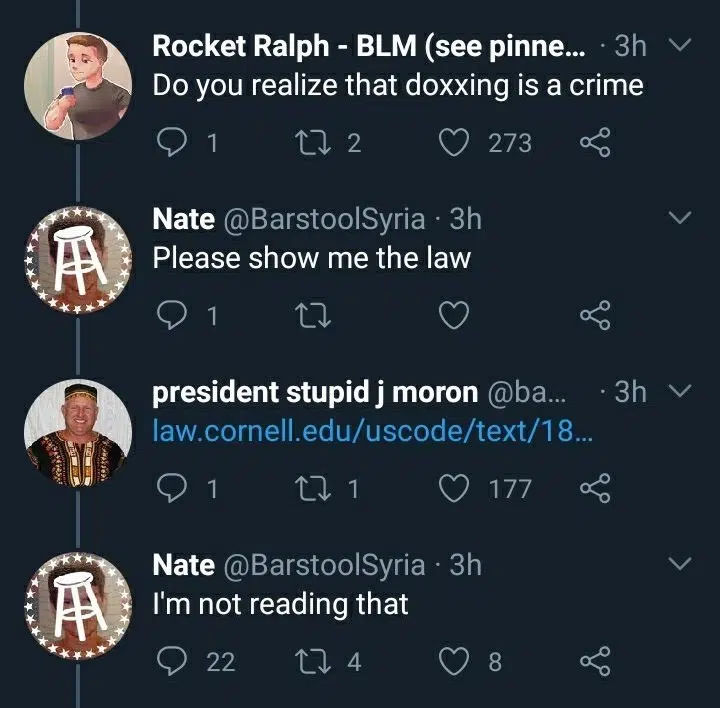 Rocket Ralph - BLM (see pinne... · 3h
Do you realize that doxxing is a crime
1 2 273
Nate @BarstoolSyria · 3h
Please show me the law
1
president stupid j moron @ba... · 3h
law.cornell.edu/uscode/text/18...
1 1 177
Nate @BarstoolSyria · 3h
I'm not reading that
22 4 8